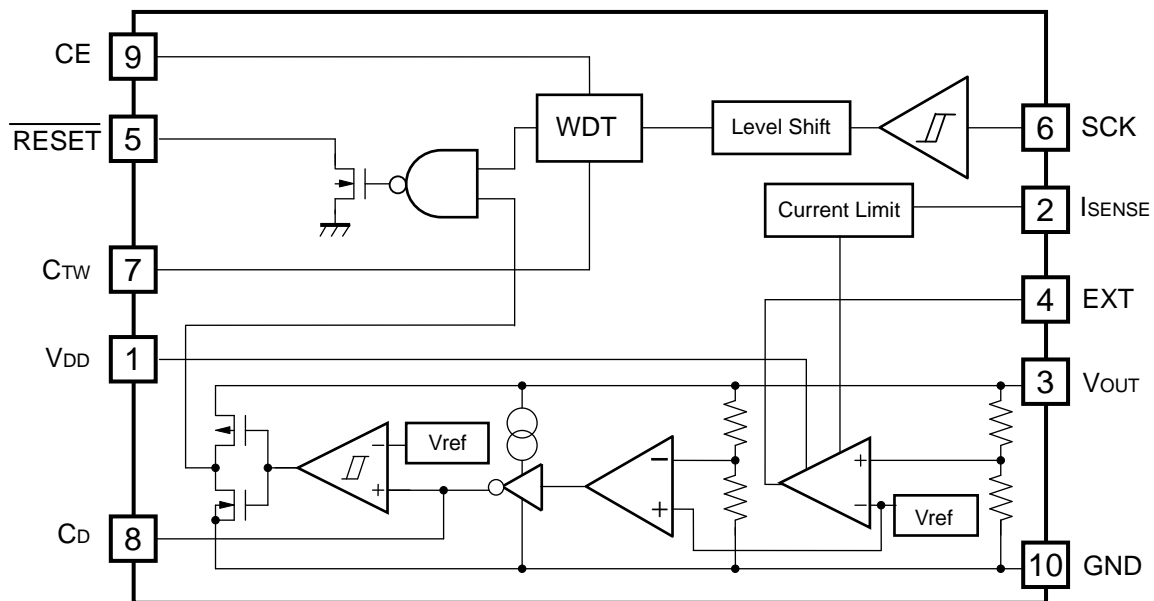 CE 9
RESET 5
WDT
Level Shift
6 SCK
Current Limit
2 ISENSE
CTW 7
4 EXT
VDD 1
3 VOUT
Vref
− +
− +
+ −
Vref
CD 8
10 GND